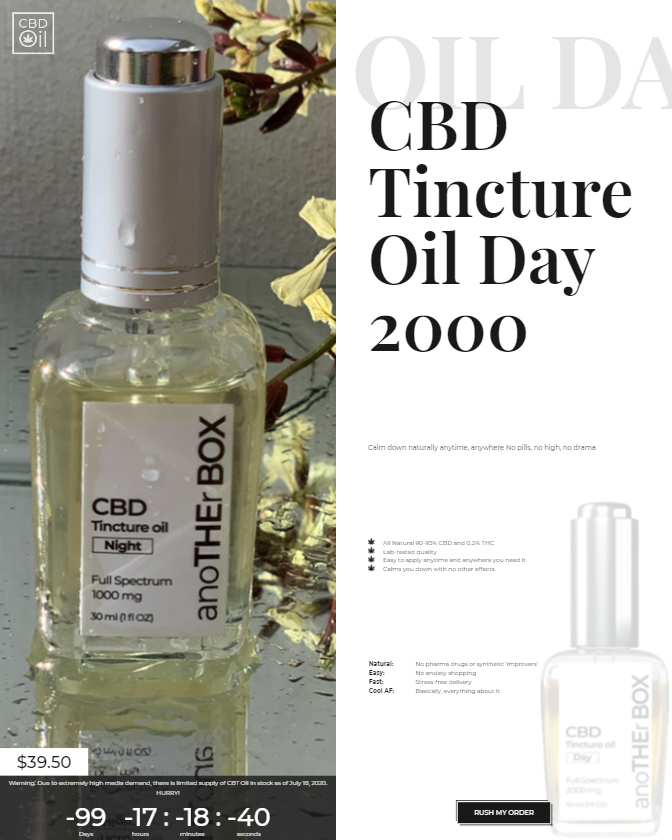 CBD
Oil
OIL DA
CBD
Tincture
Oil Day
2000
Calm down naturally anytime, anywhere No pills, no high, no drama
All Natural 90-95% CBD and 0.2% THC
Lab-tested quality
Easy to apply anytime and anywhere you need it
Calms you down with no other effects
Natural: No pharma drugs or synthetic 'improvers'
Easy: No anxiety shopping
Fast: Stress-free delivery
Cool AF: Basically, everything about it
RUSH MY ORDER
CBD
Tincture oil
Night
Full Spectrum
1000 mg
30 ml (1 fl OZ)
anoTHEr BOX
CBD
Tincture oil
Day
Full Spectrum
2000mg
30 ml (1 fl OZ)
anoTHEr BOX
$39.50
Warning: Due to extremely high media demand, there is limited supply of CBT Oil in stock as of July 18, 2020.
HURRY!
-99 -17 : -18 : -40
Days hours minutes seconds